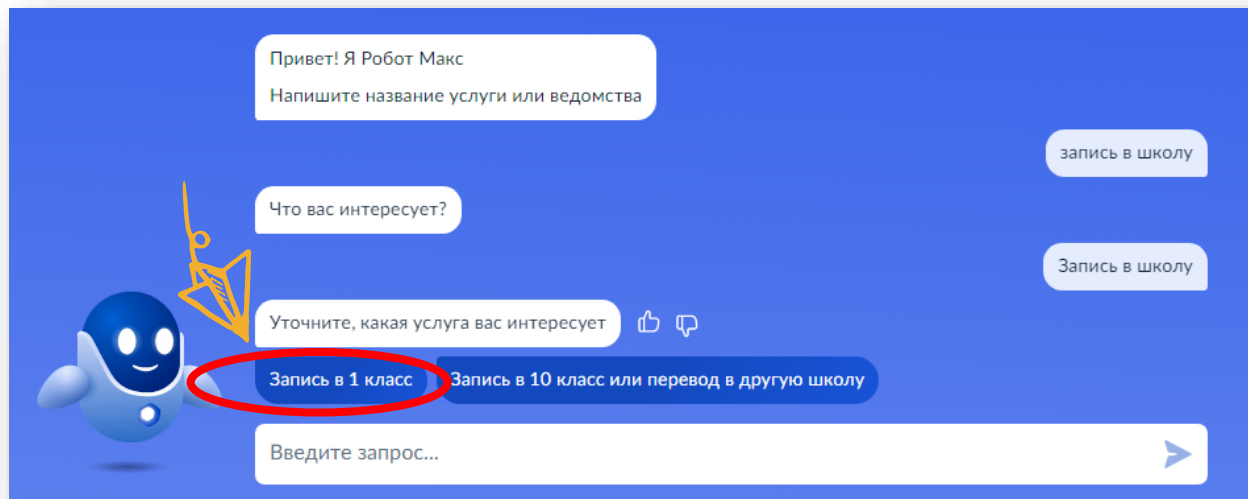 Привет! Я Робот Макс
Напишите название услуги или ведомства
запись в школу
Что вас интересует?
Запись в школу
Уточните, какая услуга вас интересует
Запись в 1 класс
Запись в 10 класс или перевод в другую школу
Введите запрос...